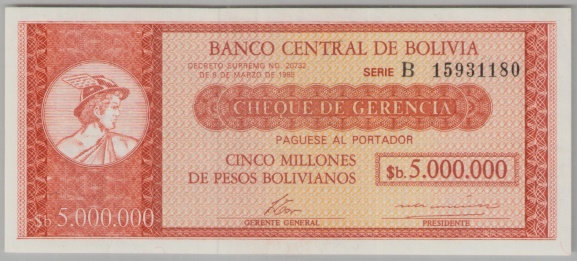 BANCO CENTRAL DE BOLIVIA
DECRETO SUPREMO NO. 20732
DE 8 DE MARZO DE 1985
SERIE B 15931180
CHEQUE DE GERENCIA
PAGUESE AL PORTADOR
CINCO MILLONES
DE PESOS BOLIVIANOS
$b. 5.000.000
$b 5.000.000
GERENTE GENERAL
PRESIDENTE